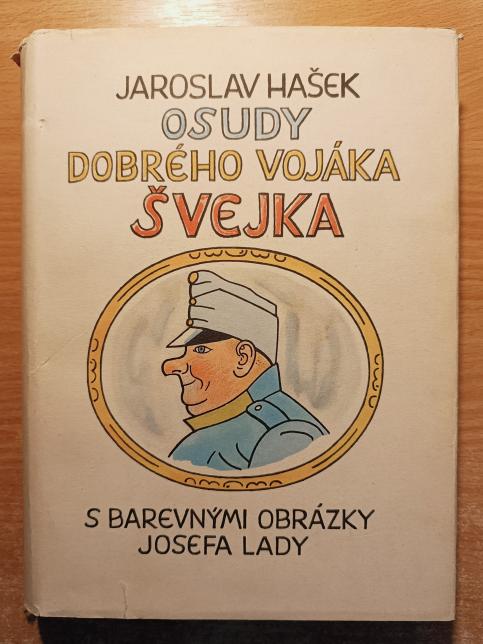 JAROSLAV HAŠEK
OSUDY
DOBRÉHO VOJÁKA
ŠVEJKA
S BAREVNÝMI OBRÁZKY
JOSEFA LADY